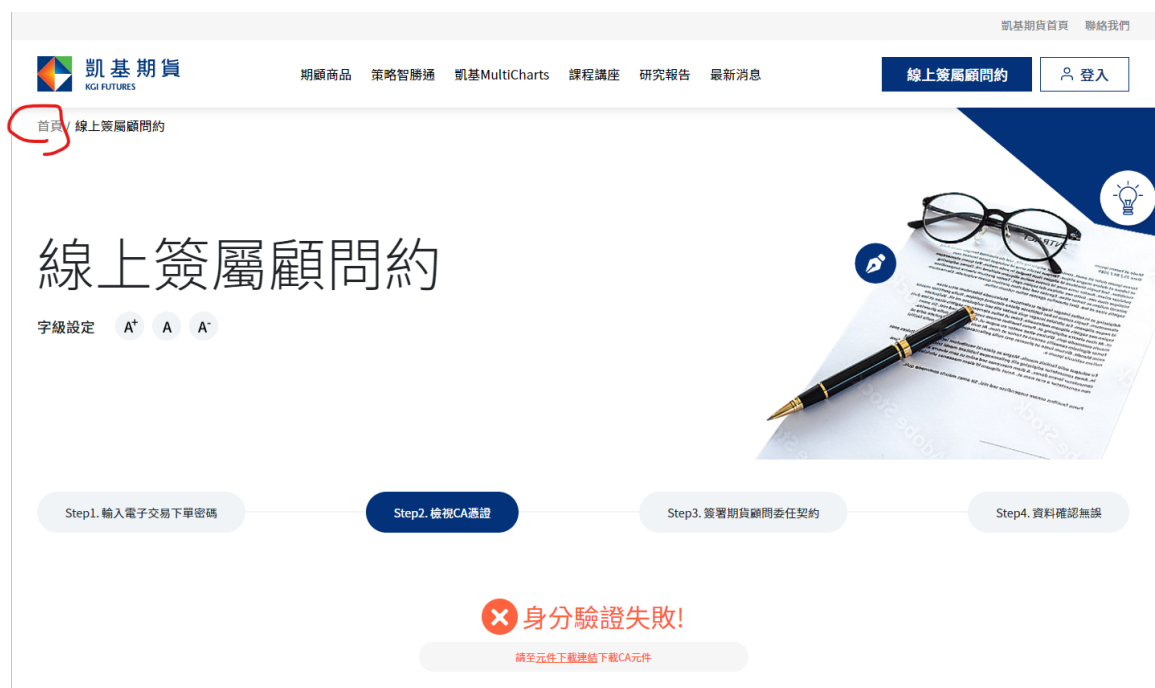 凱基期貨首頁 聯絡我們
凱基期貨
KGI FUTURES
期顧商品 策略智勝通 凱基MultiCharts 課程講座 研究報告 最新消息 線上簽屬顧問約 登入
首頁 / 線上簽屬顧問約
線上簽屬顧問約
字級設定 A+ A A-
Step1. 輸入電子交易下單密碼 Step2. 檢視CA憑證 Step3. 簽署期貨顧問委任契約 Step4. 資料確認無誤
身分驗證失敗!
請至元件下載連結下載CA元件